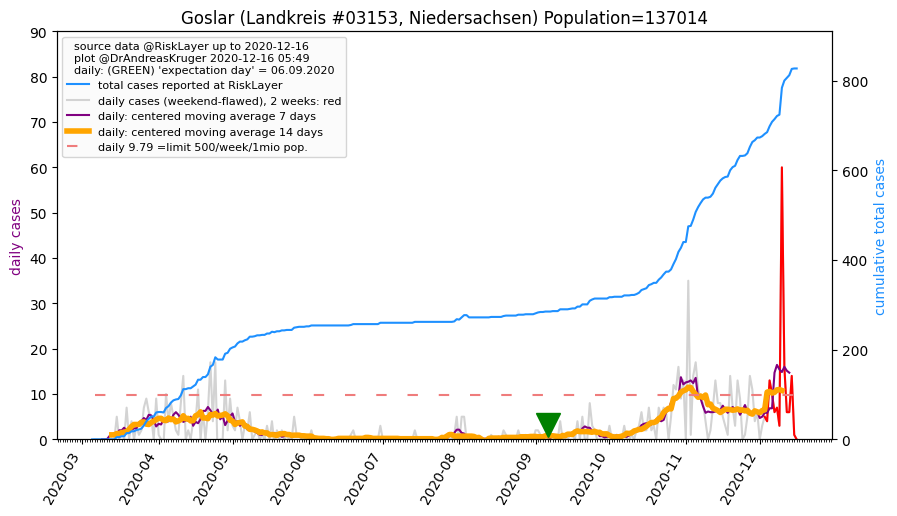 Goslar (Landkreis #03153, Niedersachsen) Population=137014
source data @RiskLayer up to 2020-12-16
plot @DrAndreasKruger 2020-12-16 05:49
daily: (GREEN) 'expectation day' = 06.09.2020
total cases reported at RiskLayer
daily cases (weekend-flawed), 2 weeks: red
daily: centered moving average 7 days
daily: centered moving average 14 days
daily 9.79 =limit 500/week/1mio pop.
daily cases
90
80
70
60
50
40
30
20
10
0
cumulative total cases
800
600
400
200
0
2020-03
2020-04
2020-05
2020-06
2020-07
2020-08
2020-09
2020-10
2020-11
2020-12